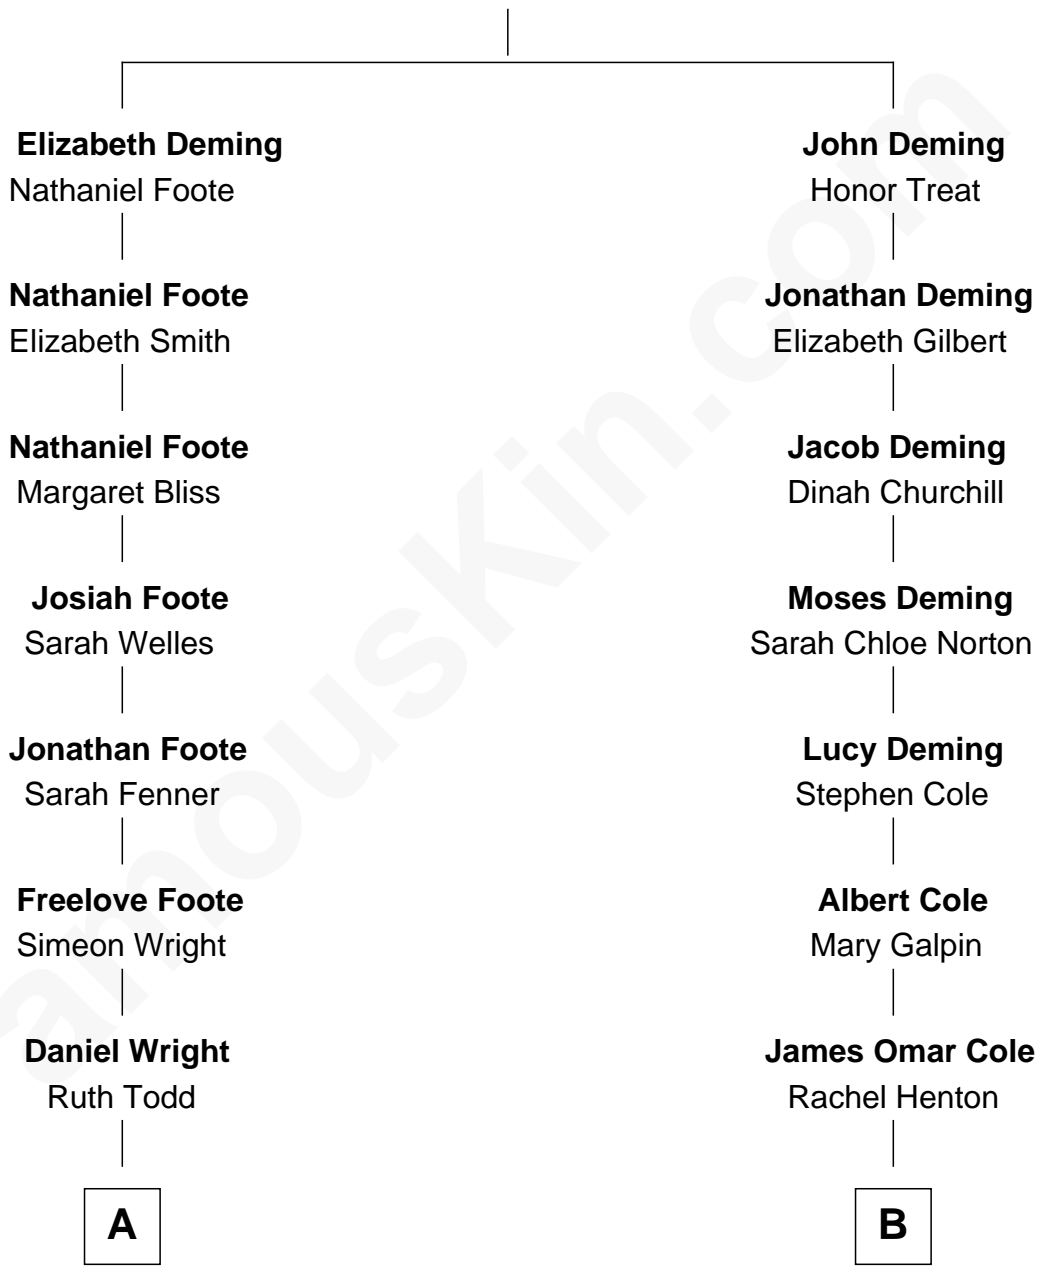 Elizabeth Deming
Nathaniel Foote
Nathaniel Foote
Elizabeth Smith
Nathaniel Foote
Margaret Bliss
Josiah Foote
Sarah Welles
Jonathan Foote
Sarah Fenner
Freelove Foote
Simeon Wright
Daniel Wright
Ruth Todd
A
John Deming
Honor Treat
Jonathan Deming
Elizabeth Gilbert
Jacob Deming
Dinah Churchill
Moses Deming
Sarah Chloe Norton
Lucy Deming
Stephen Cole
Albert Cole
Mary Galpin
James Omar Cole
Rachel Henton
B
amousKin.com